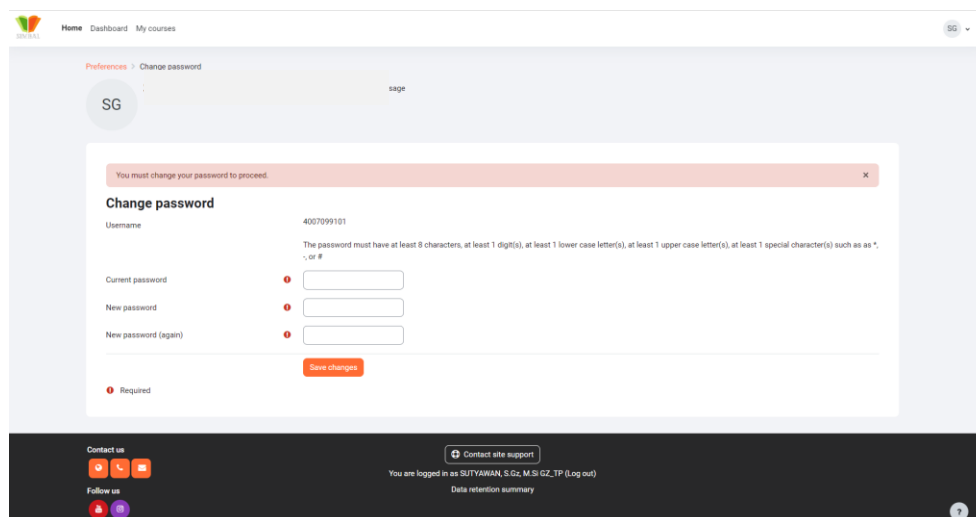 Home Dashboard My courses
SG
Preferences > Change password
SG
sage
You must change your password to proceed.
×
Change password
Username
4007099101
The password must have at least 8 characters, at least 1 digit(s), at least 1 lower case letter(s), at least 1 upper case letter(s), at least 1 special character(s) such as as *,
-, or #
Current password
New password
New password (again)
Save changes
Required
Contact us
Contact site support
You are logged in as SUTYAWAN, S.Gz, M.Si GZ_TP (Log out)
Follow us
Data retention summary
?